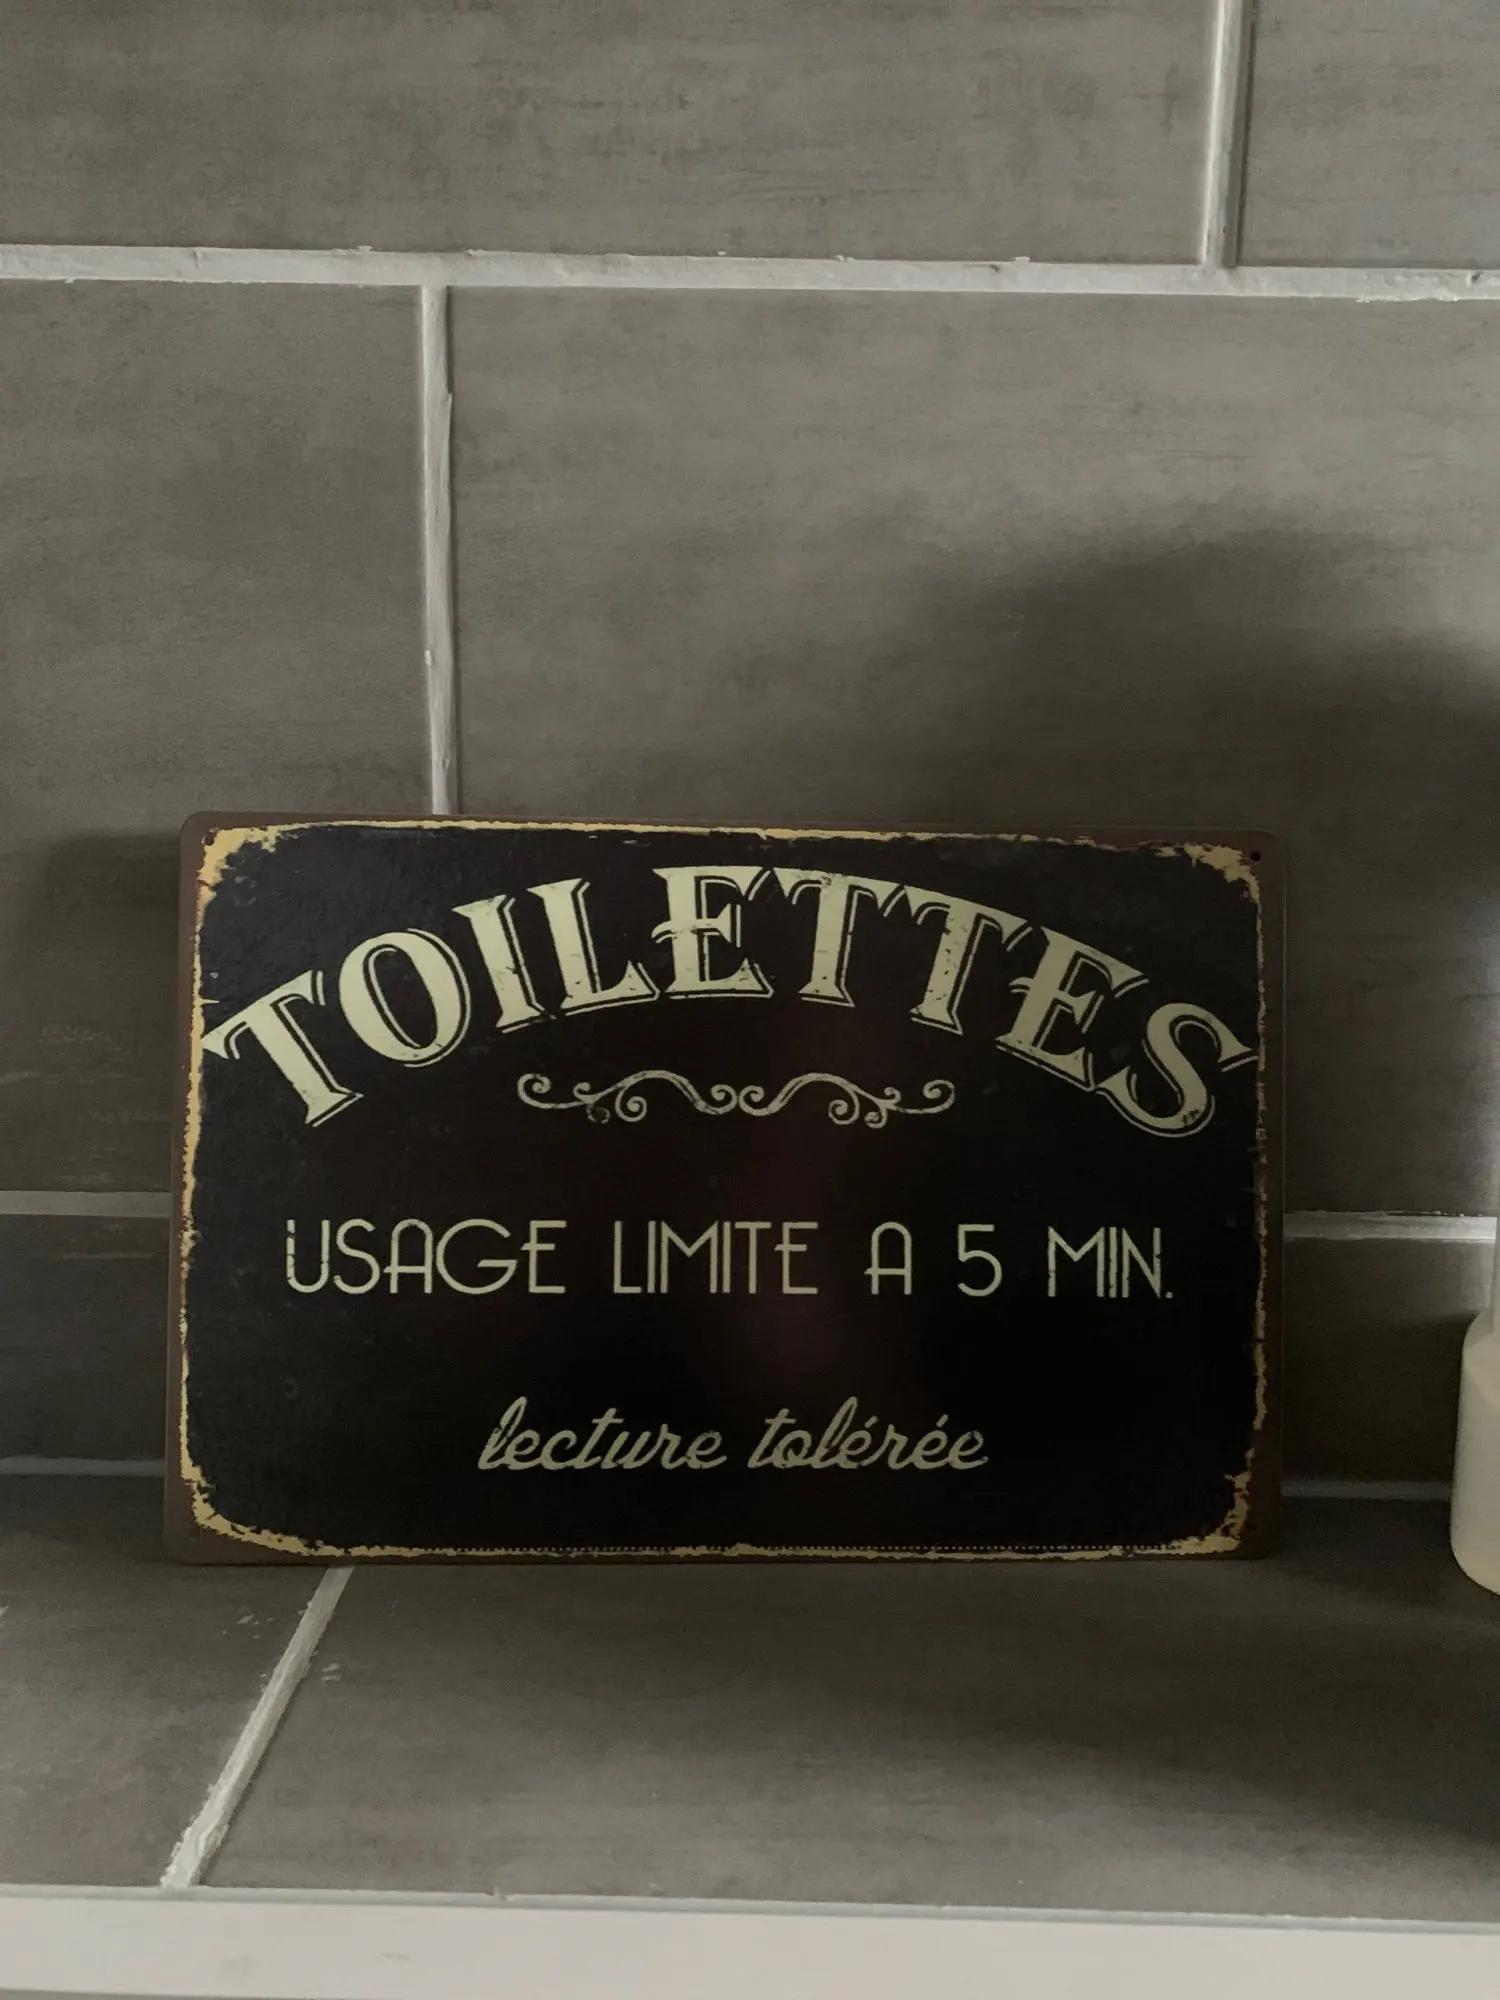 TOILETTES
USAGE LIMITE A 5 MIN.
lecture tolérée